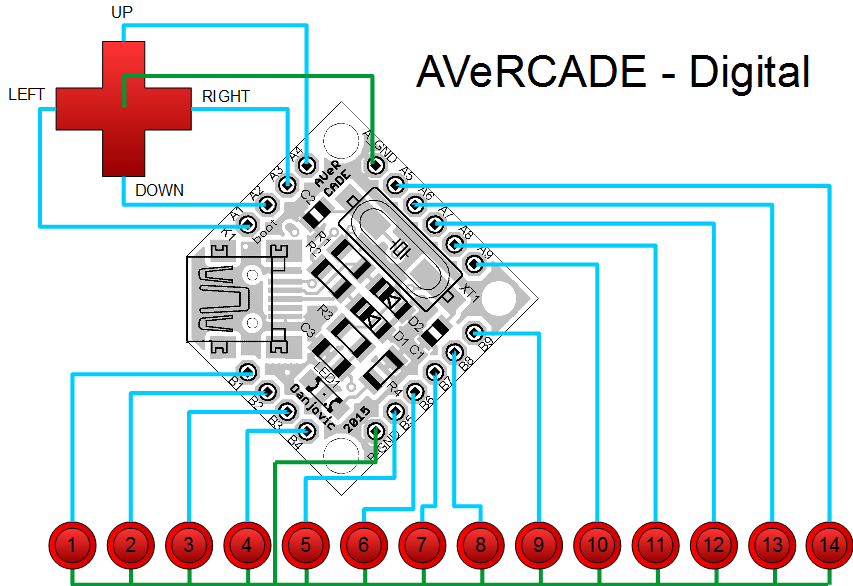 UP
AVeRCADE - Digital
LEFT
RIGHT
DOWN
A_GND
A4
A5
A3
A6
A2
A7
A1
A8
K1
A9
boot
AVeR
CADE
C2
R1
R2
XT1
R3
D2
C3
D1
C1
B9
B8
LED1
B7
B1
R4
B6
B2
B5
B3
B4
Danjovic
2015
B_GND
1 2 3 4 5 6 7 8 9 10 11 12 13 14